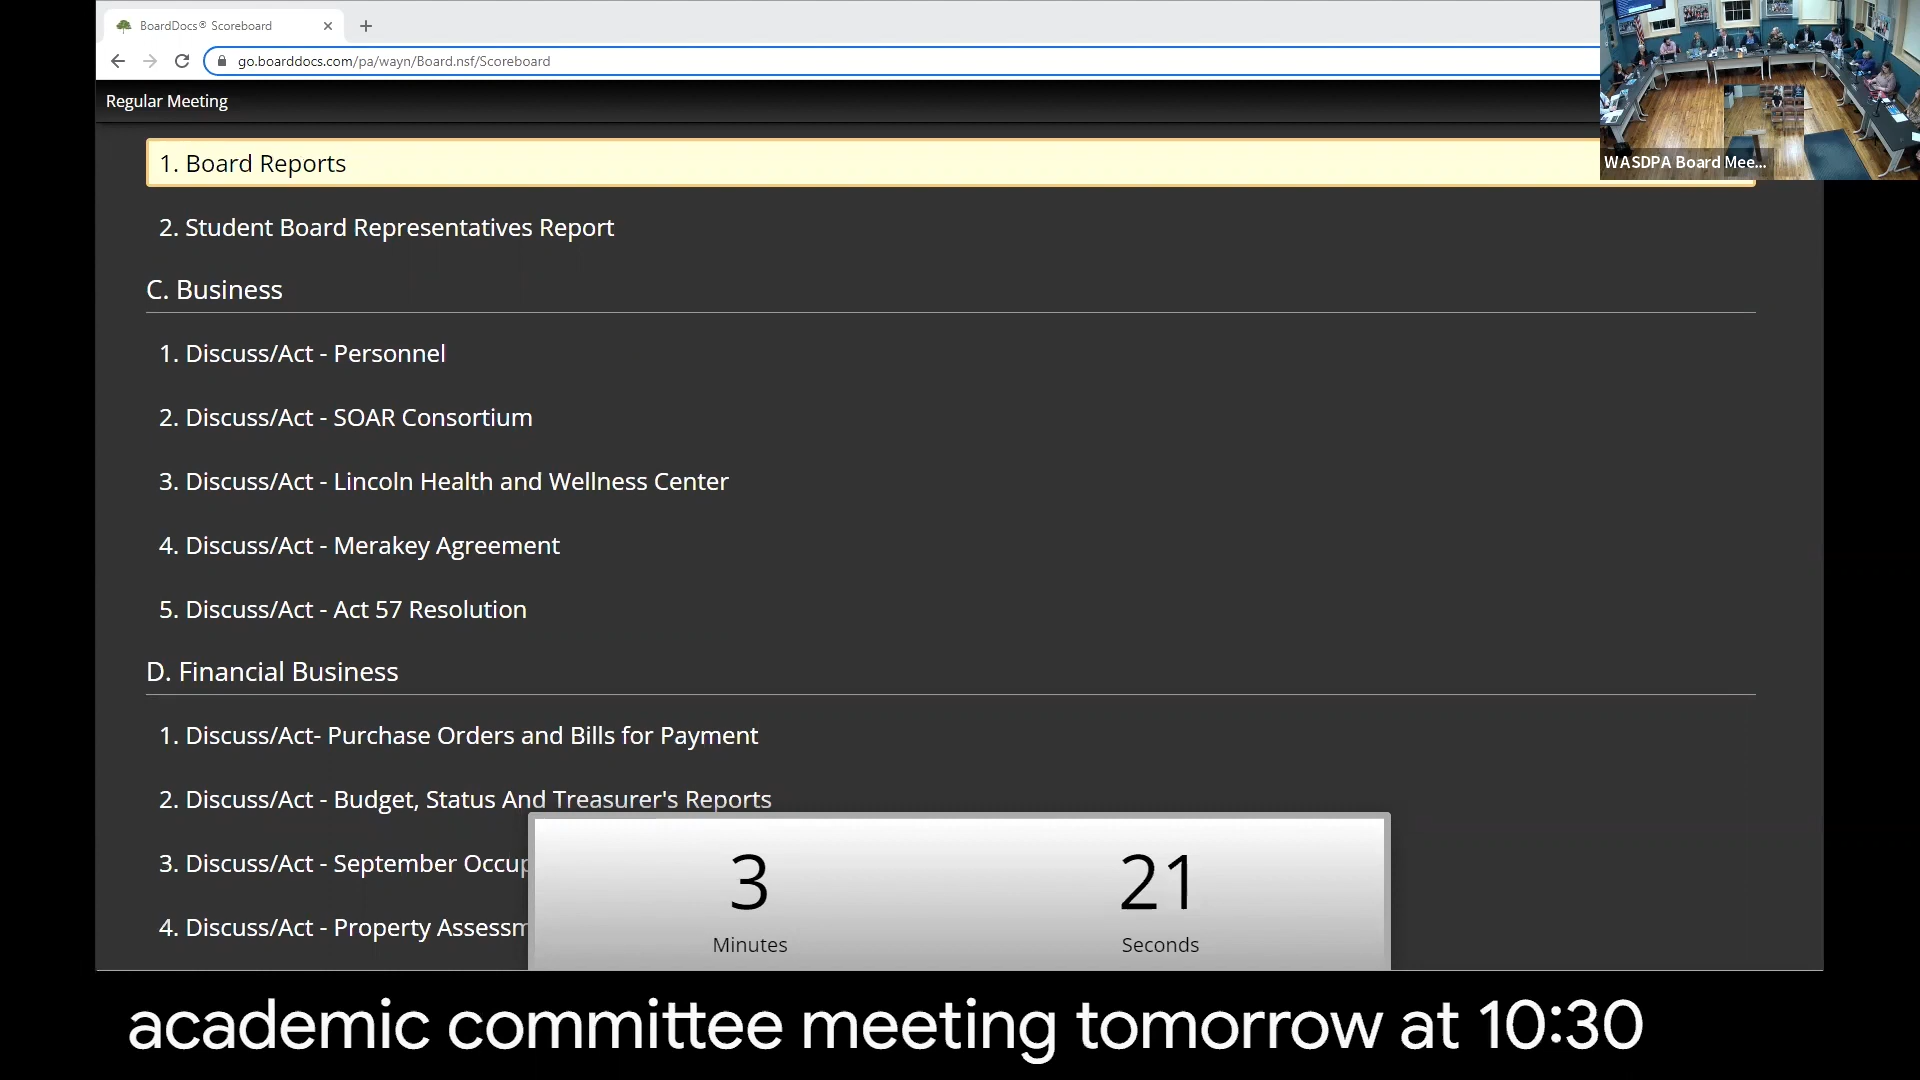 BoardDocs® Scoreboard
go.boarddocs.com/pa/wayn/Board.nsf/Scoreboard
Regular Meeting
WASDPA Board Mee...
1. Board Reports
2. Student Board Representatives Report
C. Business
1. Discuss/Act - Personnel
2. Discuss/Act - SOAR Consortium
3. Discuss/Act - Lincoln Health and Wellness Center
4. Discuss/Act - Merakey Agreement
5. Discuss/Act - Act 57 Resolution
D. Financial Business
1. Discuss/Act- Purchase Orders and Bills for Payment
2. Discuss/Act - Budget, Status And Treasurer's Reports
3. Discuss/Act - September Occup
4. Discuss/Act - Property Assessm
3 21
Minutes Seconds
academic committee meeting tomorrow at 10:30